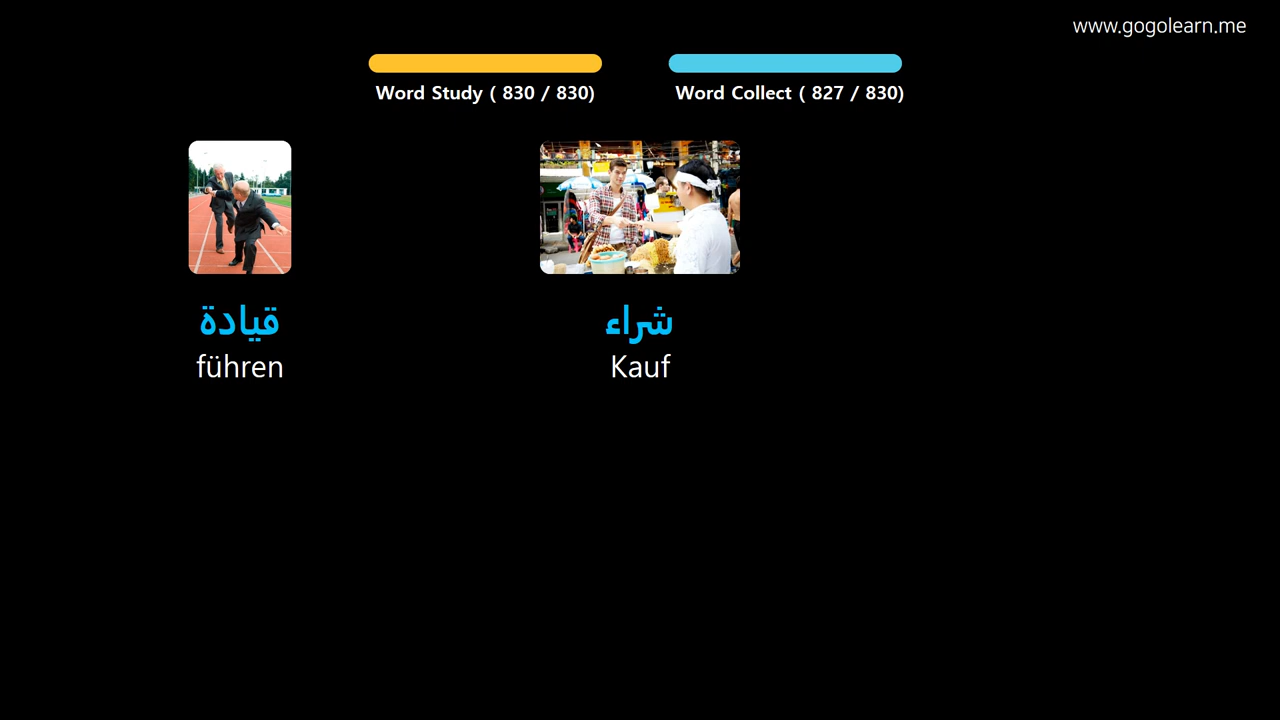 www.gogolearn.me
Word Study ( 830 / 830)
Word Collect ( 827 / 830)
قيادة
führen
شراء
Kauf